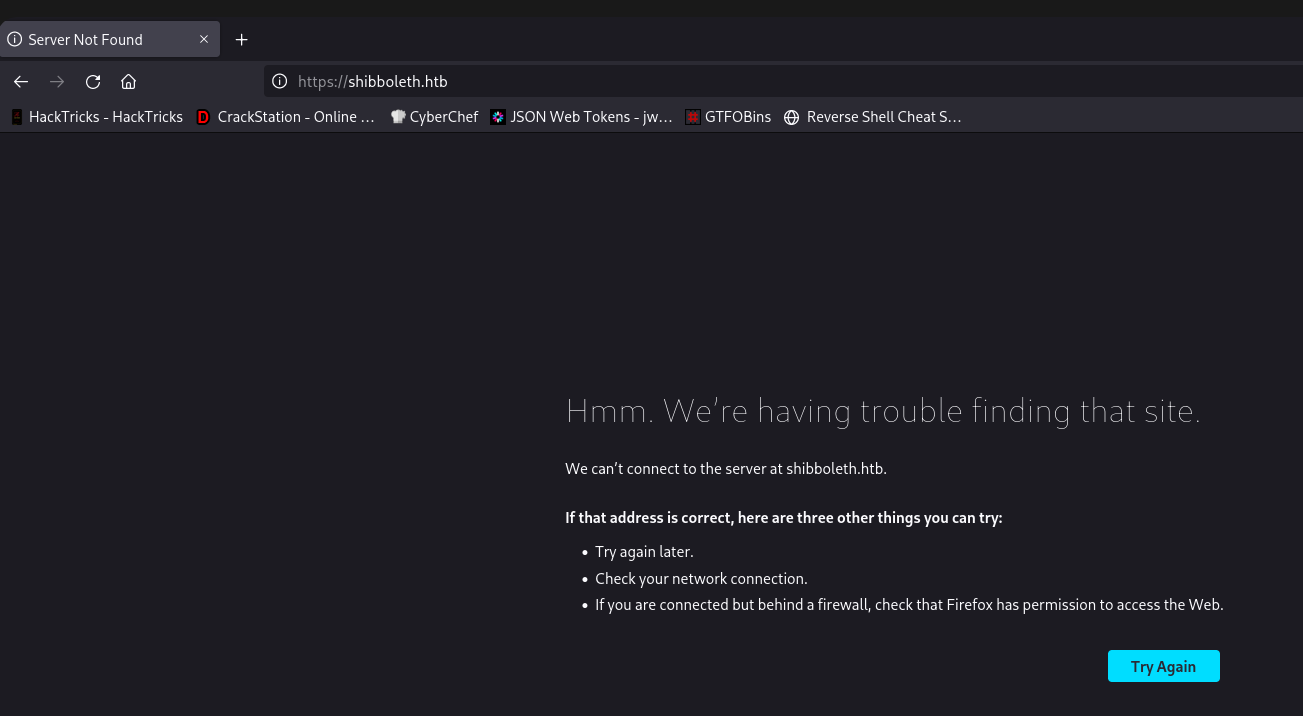 Server Not Found
https://shibboleth.htb
HackTricks - HackTricks CrackStation - Online ... CyberChef JSON Web Tokens - jw... GTFOBins Reverse Shell Cheat S...
Hmm. We're having trouble finding that site.
We can't connect to the server at shibboleth.htb.
If that address is correct, here are three other things you can try:
• Try again later.
• Check your network connection.
• If you are connected but behind a firewall, check that Firefox has permission to access the Web.
Try Again